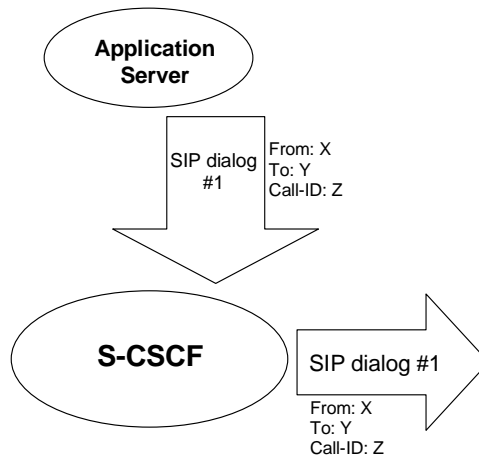 Application
Server
SIP dialog
#1
From: X
To: Y
Call-ID: Z
S-CSCF
SIP dialog #1
From: X
To: Y
Call-ID: Z